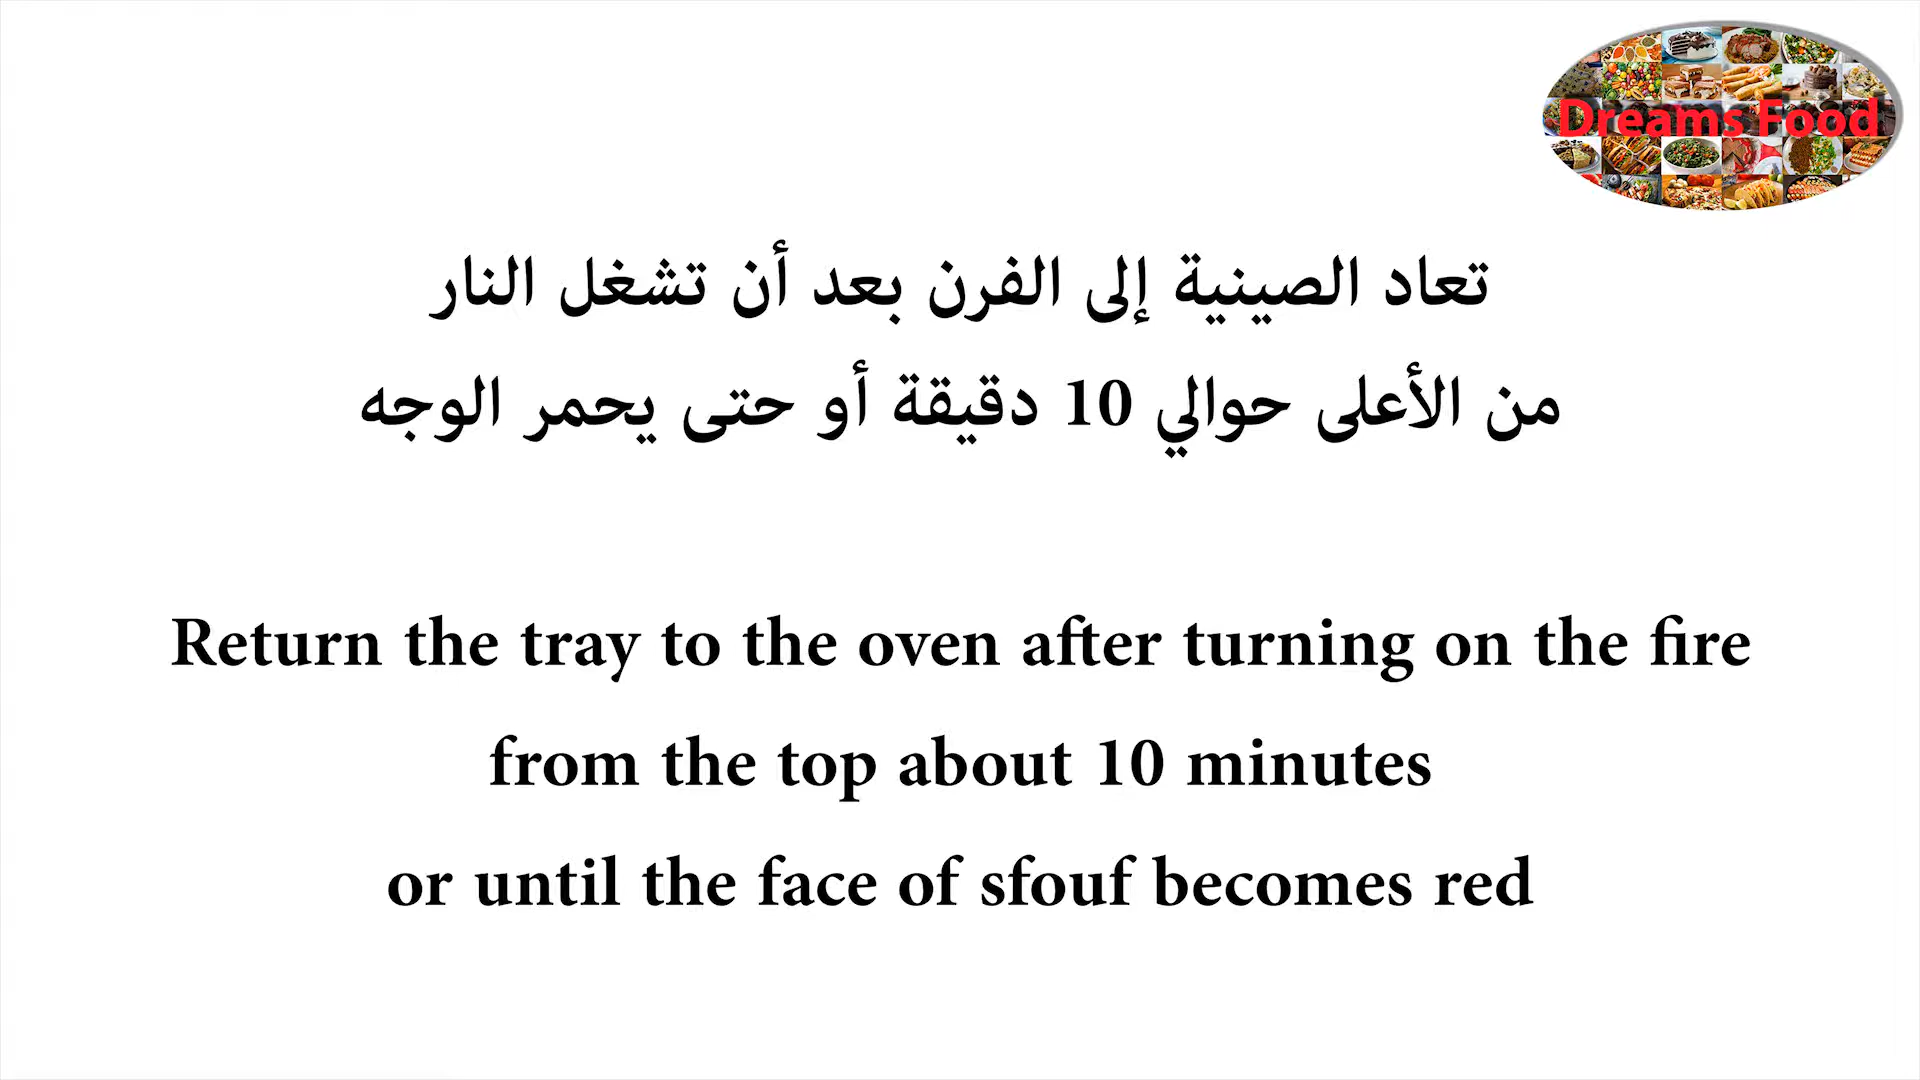 Dreams Food
تعاد الصينية إلى الفرن بعد أن تشغل النار
من الأعلى حوالي 10 دقيقة أو حتى يحمر الوجه
Return the tray to the oven after turning on the fire
from the top about 10 minutes
or until the face of sfouf becomes red